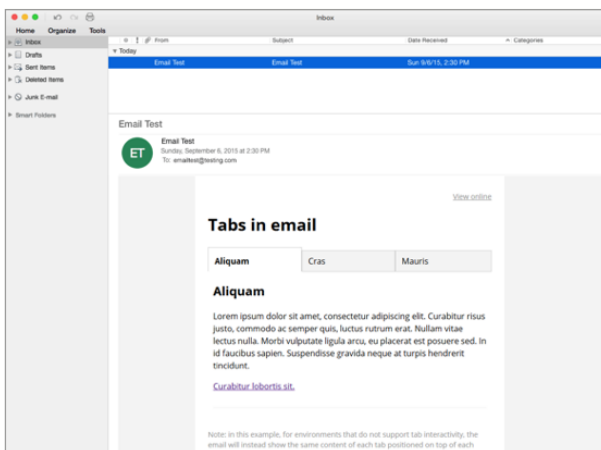 Inbox
Home Organize Tools
From Subject Date Received Categories
Inbox
Today
Drafts
Email Test Email Test Sun 9/6/15, 2:30 PM
Sent Items
Deleted Items
Junk E-mail
Smart Folders
Email Test
ET
Email Test
Sunday, September 6, 2015 at 2:30 PM
To: emailtest@testing.com
View online
Tabs in email
Aliquam Cras Mauris
Aliquam
Lorem ipsum dolor sit amet, consectetur adipiscing elit. Curabitur risus
justo, commodo ac semper quis, luctus rutrum erat. Nullam vitae
lectus nulla. Morbi vulputate ligula arcu, eu placerat est posuere sed. In
id faucibus sapien. Suspendisse gravida neque at turpis hendrerit
tincidunt.
Curabitur lobortis sit.
Note: in this example, for environments that do not support tab interactivity, the
email will instead show the same content of each tab positioned on top of each